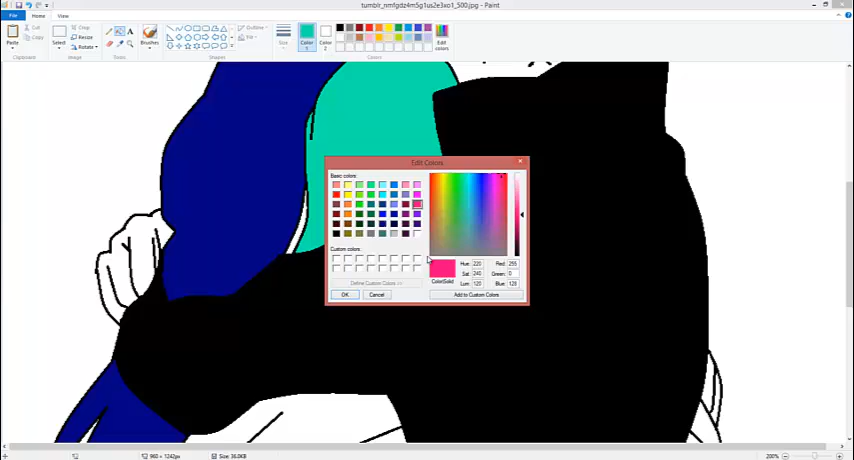 tumblr_nmfgdz4m5g1us2e3xo1_500.jpg - Paint
File Home View
Paste Cut Copy
Select Crop Resize Rotate
Brushes
Outline Fill
Size
Color 1 Color 2
Edit colors
Clipboard Image Tools Shapes Colors
Edit Colors
Basic colors:
Custom colors:
Define Custom Colors >>
OK Cancel
Color|Solid
Hue: 220 Red: 255
Sat: 240 Green: 0
Lum: 120 Blue: 128
Add to Custom Colors
960 × 1242px Size: 36.0KB 200%